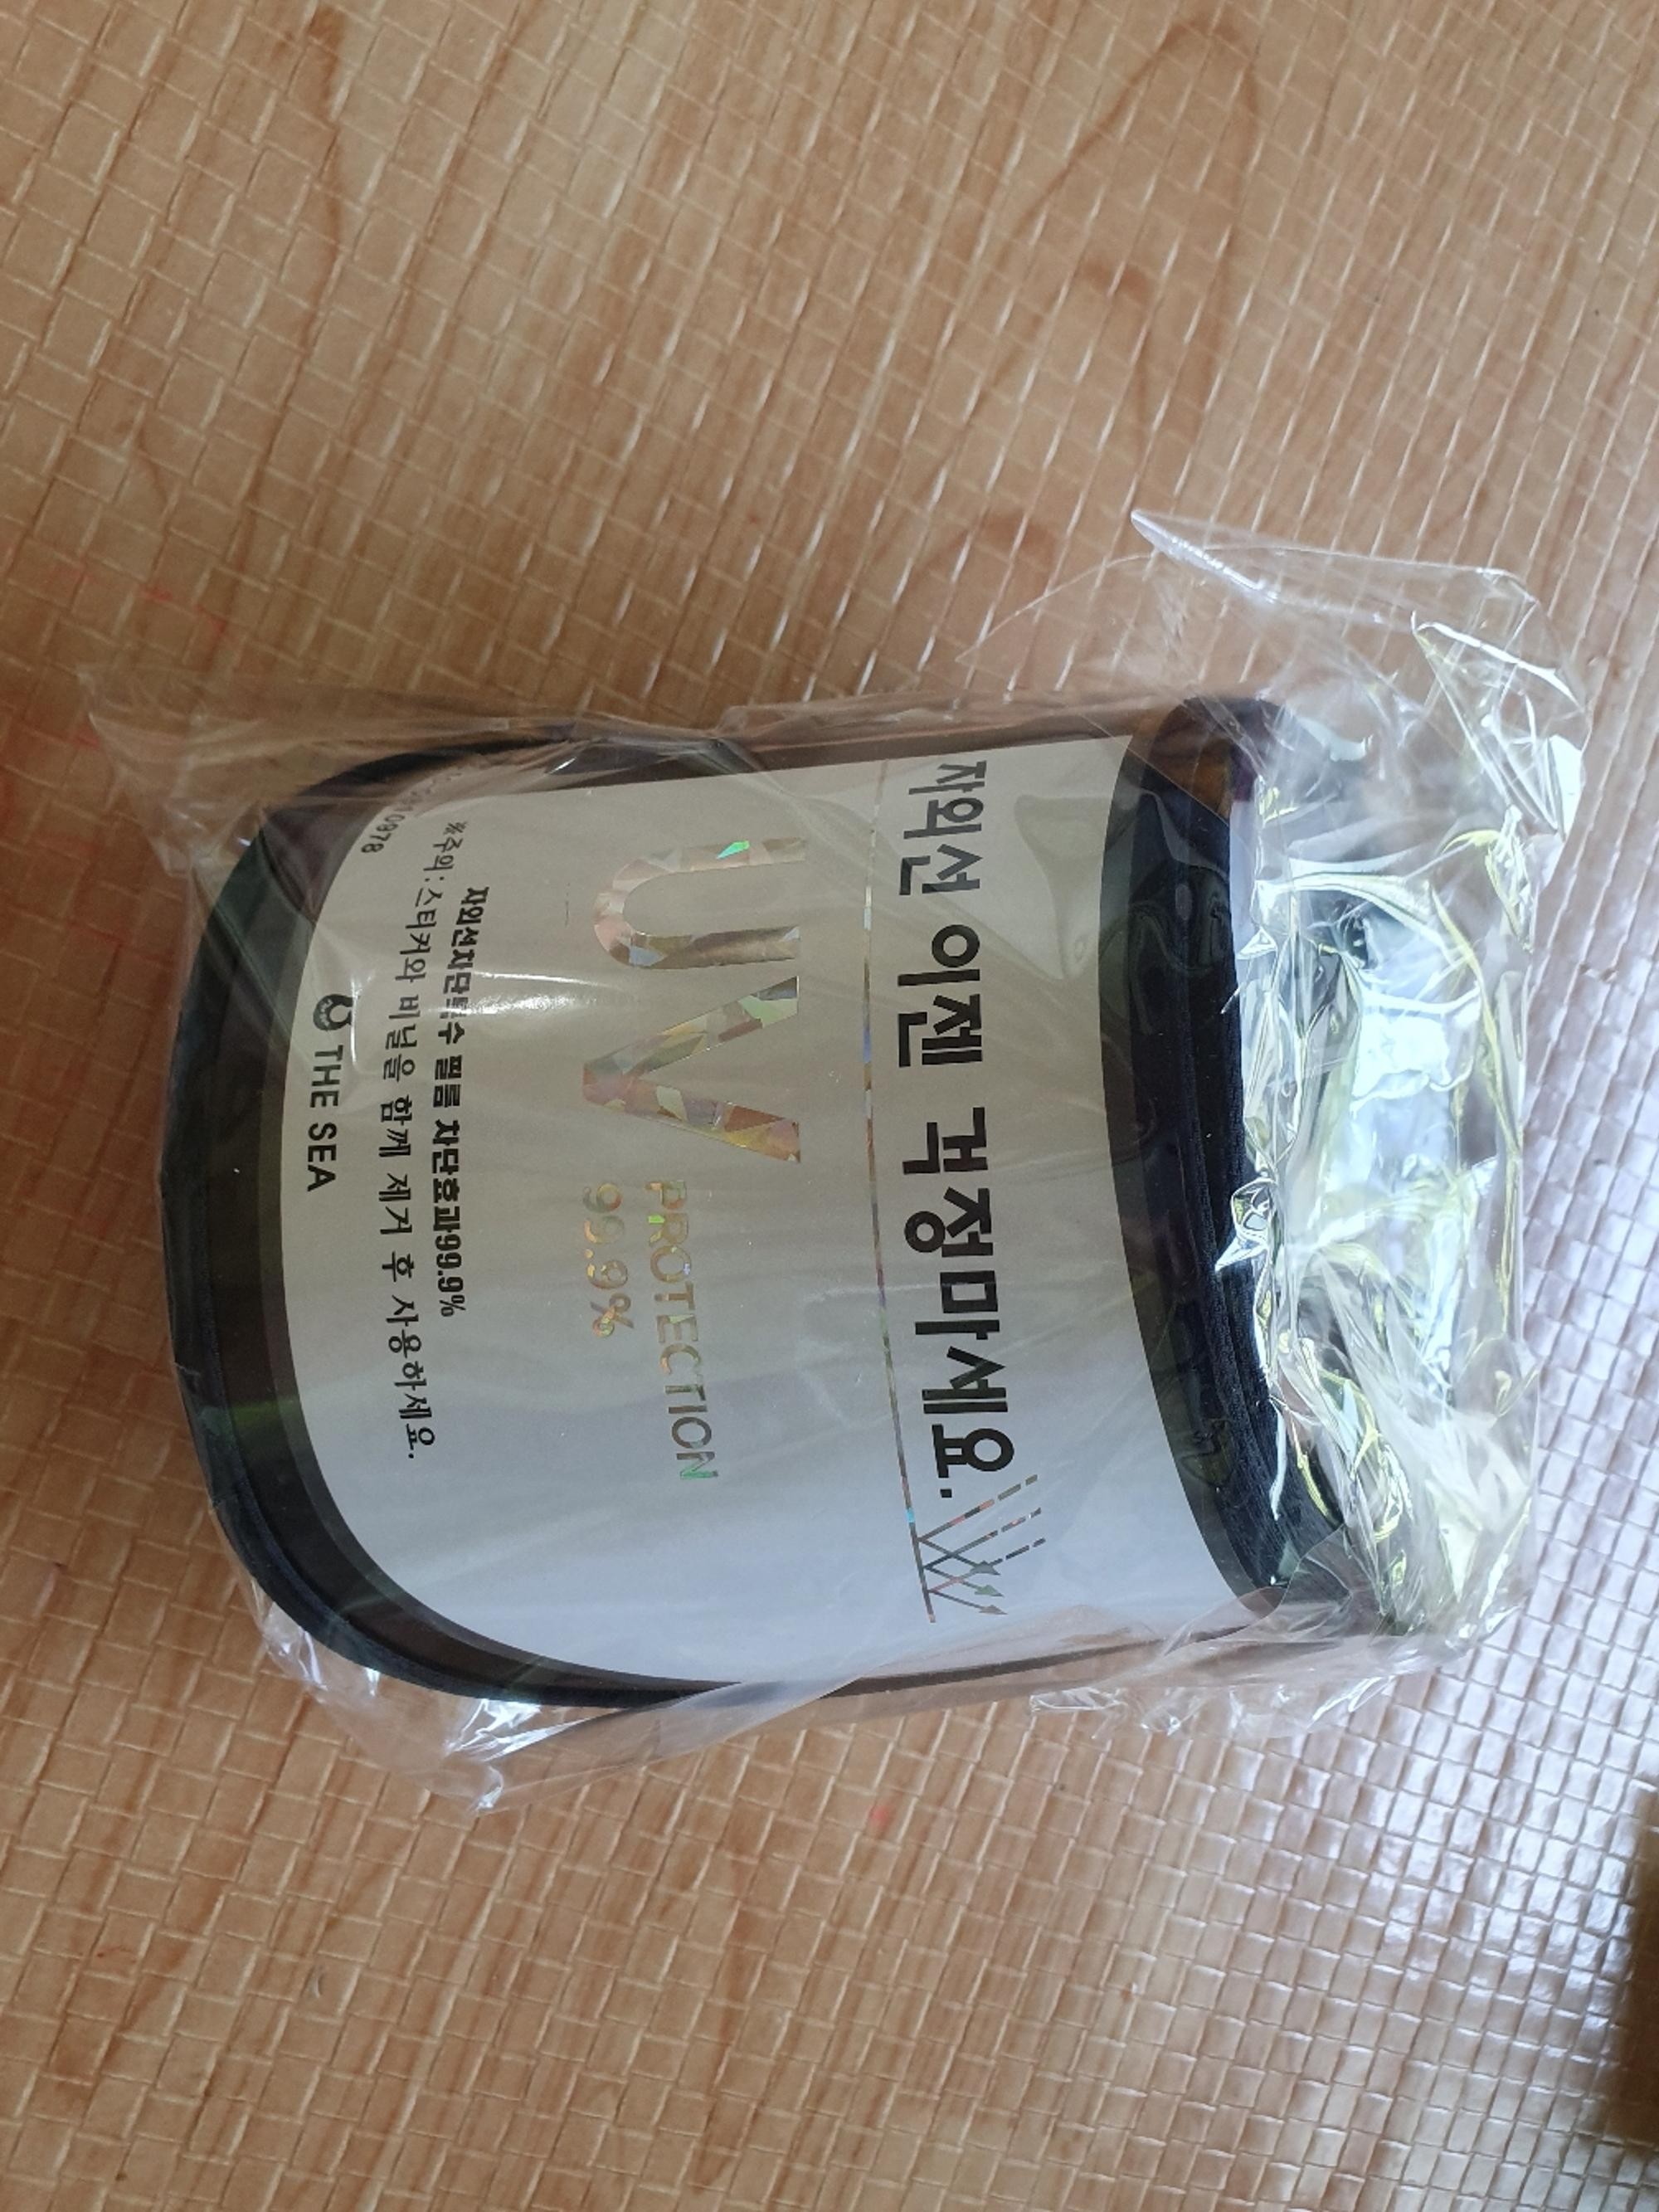 자외선 이젠 걱정마세요.
UV PROTECTION
99.9%
자외선차단특수 필름 차단효과99.9%
※주의:스티커와 비닐을 함께 제거 후 사용하세요.
THE SEA